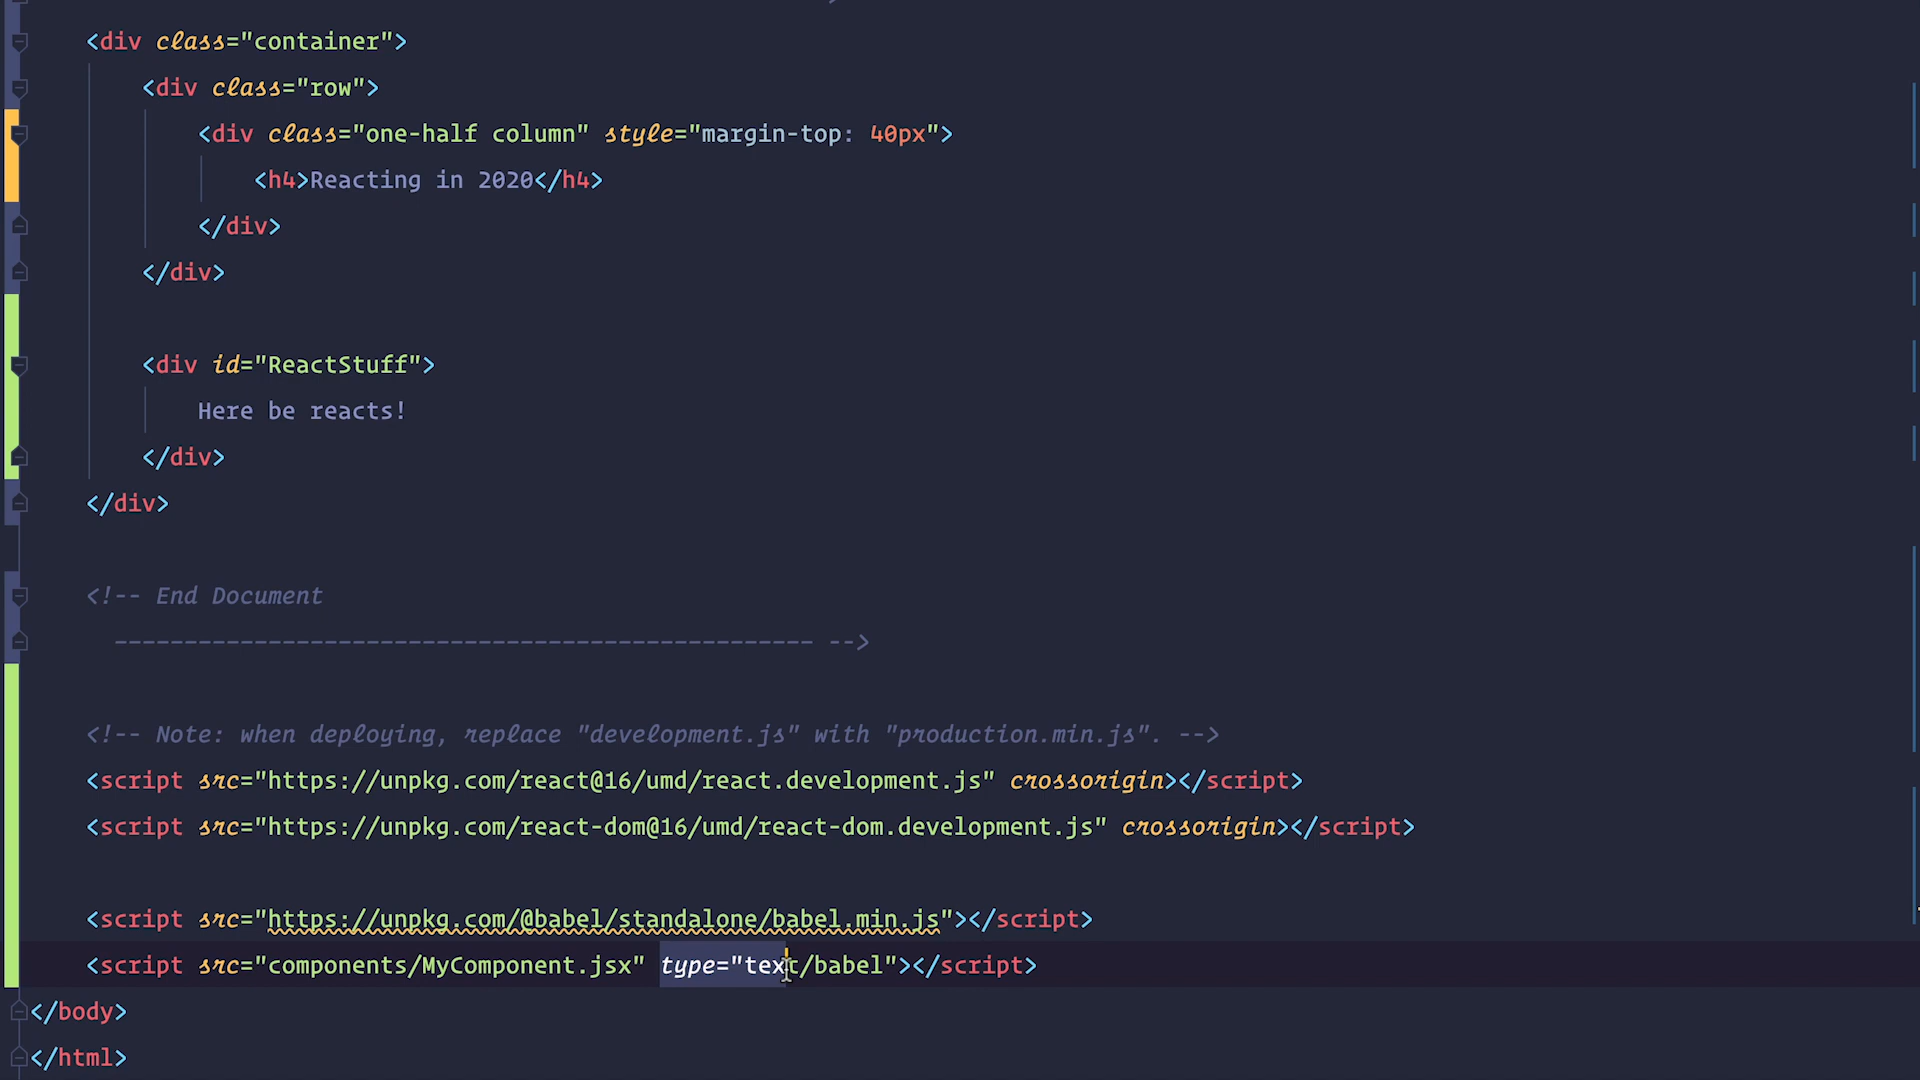 <div class="container">
<div class="row">
<div class="one-half column" style="margin-top: 40px">
<h4>Reacting in 2020</h4>
</div>
</div>
<div id="ReactStuff">
Here be reacts!
</div>
</div>
<!-- End Document
–––––––––––––––––––––––––––––––––––––––––––––––––– -->
<!-- Note: when deploying, replace "development.js" with "production.min.js". -->
<script src="https://unpkg.com/react@16/umd/react.development.js" crossorigin></script>
<script src="https://unpkg.com/react-dom@16/umd/react-dom.development.js" crossorigin></script>
<script src="https://unpkg.com/@babel/standalone/babel.min.js"></script>
<script src="components/MyComponent.jsx" type="text/babel"></script>
</body>
</html>